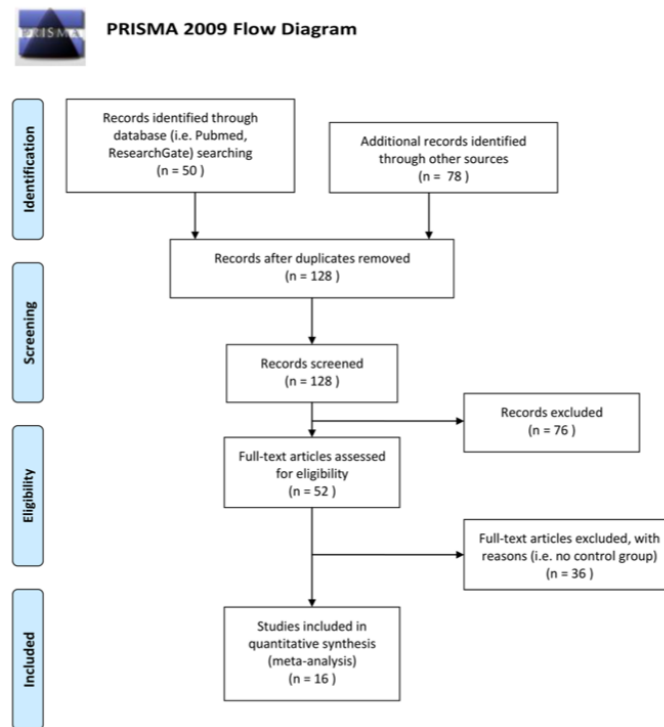 PRISMA
PRISMA 2009 Flow Diagram
Identification
Records identified through
database (i.e. Pubmed,
ResearchGate) searching
(n = 50 )
Additional records identified
through other sources
(n = 78 )
Records after duplicates removed
(n = 128 )
Screening
Records screened
(n = 128 )
Records excluded
(n = 76 )
Eligibility
Full-text articles assessed
for eligibility
(n = 52 )
Full-text articles excluded, with
reasons (i.e. no control group)
(n = 36 )
Included
Studies included in
quantitative synthesis
(meta-analysis)
(n = 16 )